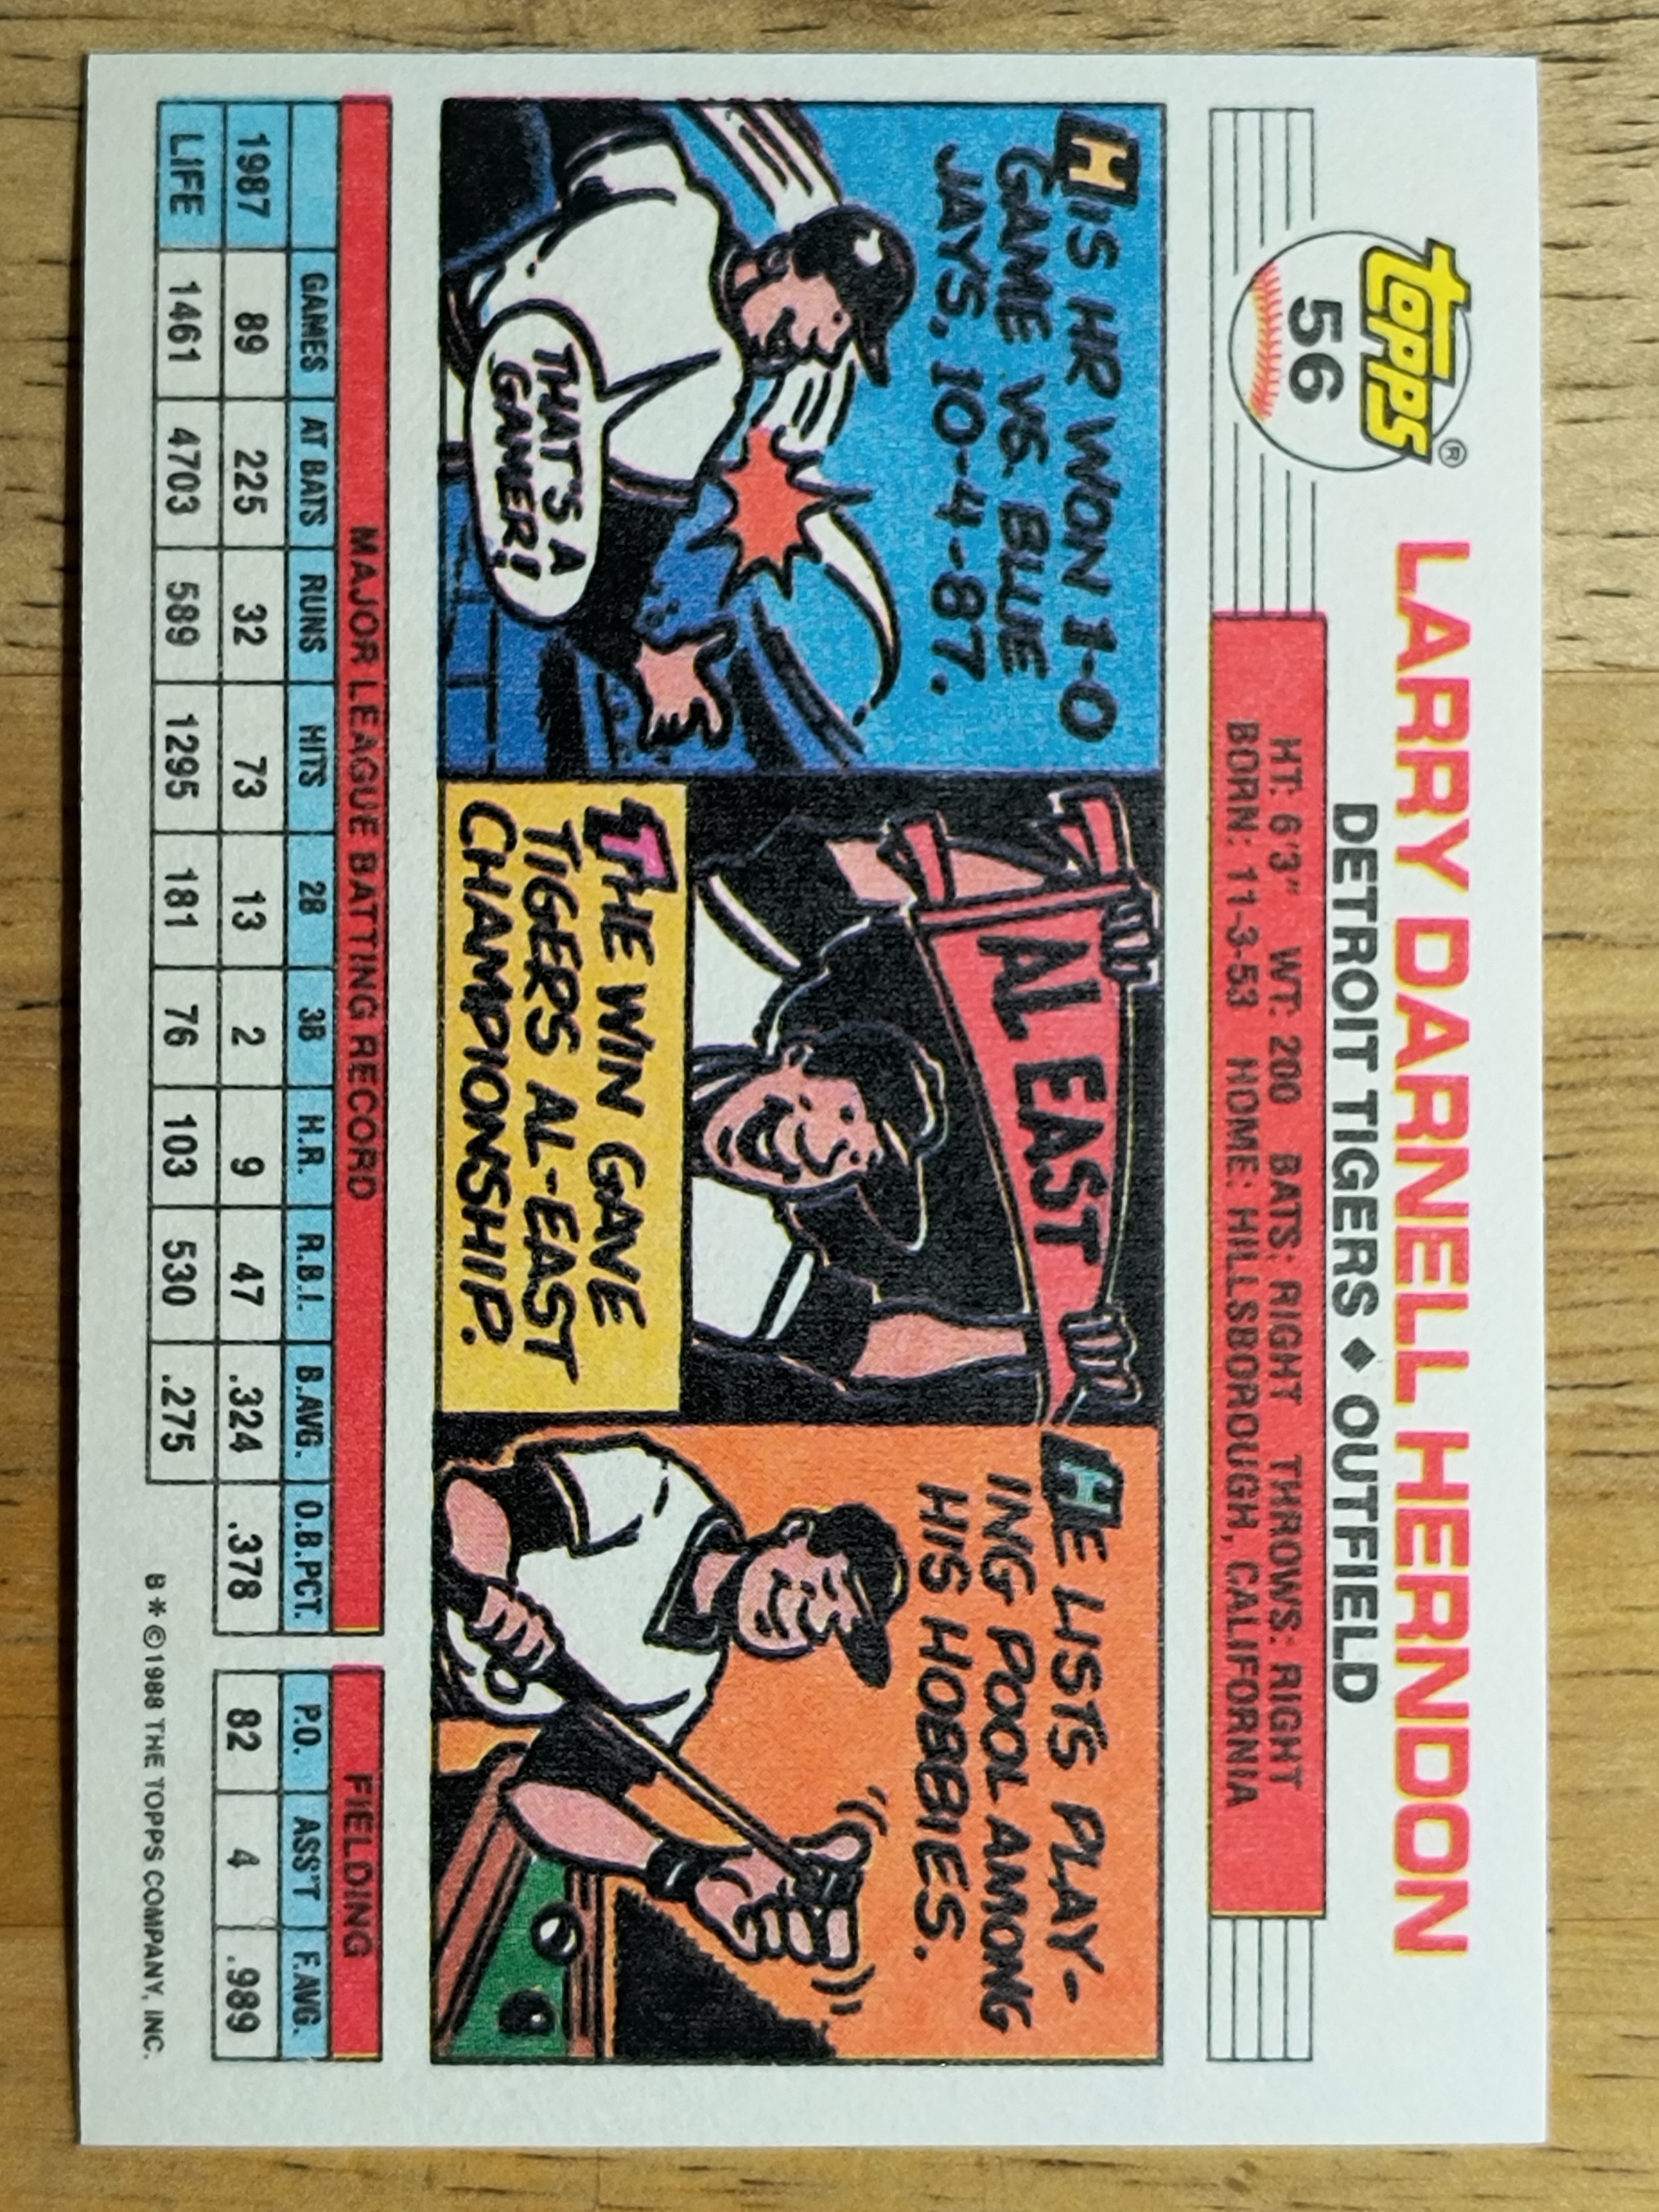 topps®
56
LARRY DARNELL HERNDON
DETROIT TIGERS ◆ OUTFIELD
HT: 6'3" WT: 200 BATS: RIGHT THROWS: RIGHT
BORN: 11-3-53 HOME: HILLSBOROUGH, CALIFORNIA
HIS HR WON 1-0
GAME VS. BLUE
JAYS, 10-4-87.
THAT'S A
GAMER!
AL EAST
THE WIN GAVE
TIGERS AL-EAST
CHAMPIONSHIP.
HE LISTS PLAY-
ING POOL AMONG
HIS HOBBIES.
MAJOR LEAGUE BATTING RECORD
GAMES AT BATS RUNS HITS 2B 3B H.R. R.B.I. B.AVG. O.B.PCT.
1987 89 225 32 73 13 2 9 47 .324 .378
LIFE 1461 4703 589 1295 181 76 103 530 .275
FIELDING
P.O. ASS'T F.AVG.
82 4 .989
B * ©1988 THE TOPPS COMPANY, INC.